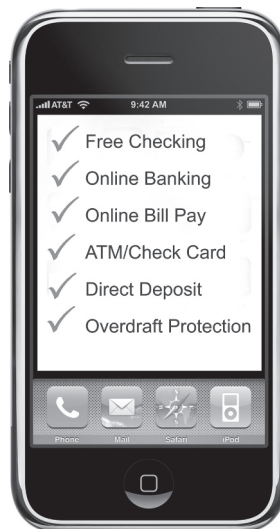 AT&T 9:42 AM
Free Checking
Online Banking
Online Bill Pay
ATM/Check Card
Direct Deposit
Overdraft Protection
Phone Mail Safari iPod